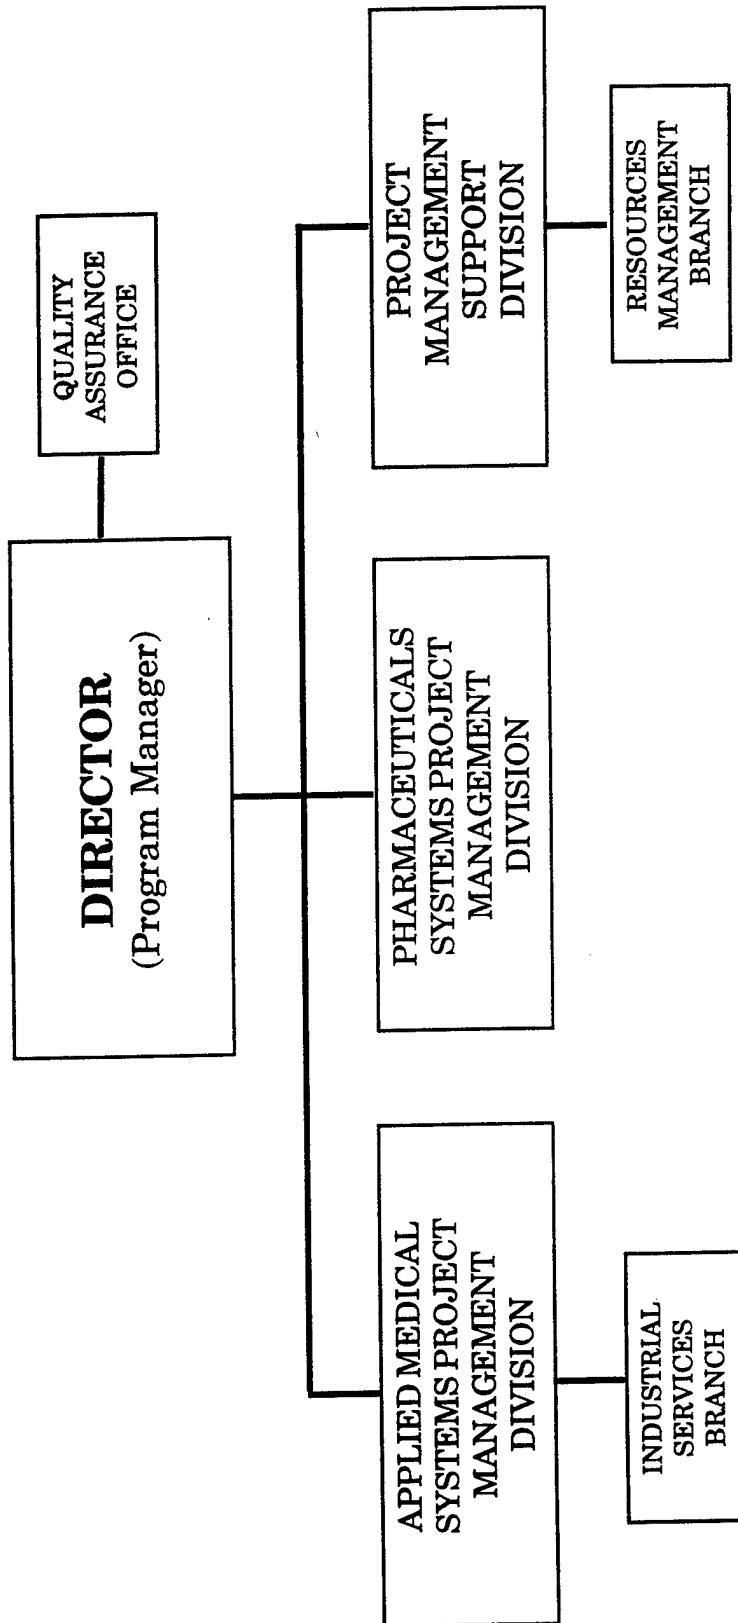 DIRECTOR
(Program Manager)
QUALITY
ASSURANCE
OFFICE
APPLIED MEDICAL
SYSTEMS PROJECT
MANAGEMENT
DIVISION
PHARMACEUTICALS
SYSTEMS PROJECT
MANAGEMENT
DIVISION
PROJECT
MANAGEMENT
SUPPORT
DIVISION
INDUSTRIAL
SERVICES
BRANCH
RESOURCES
MANAGEMENT
BRANCH